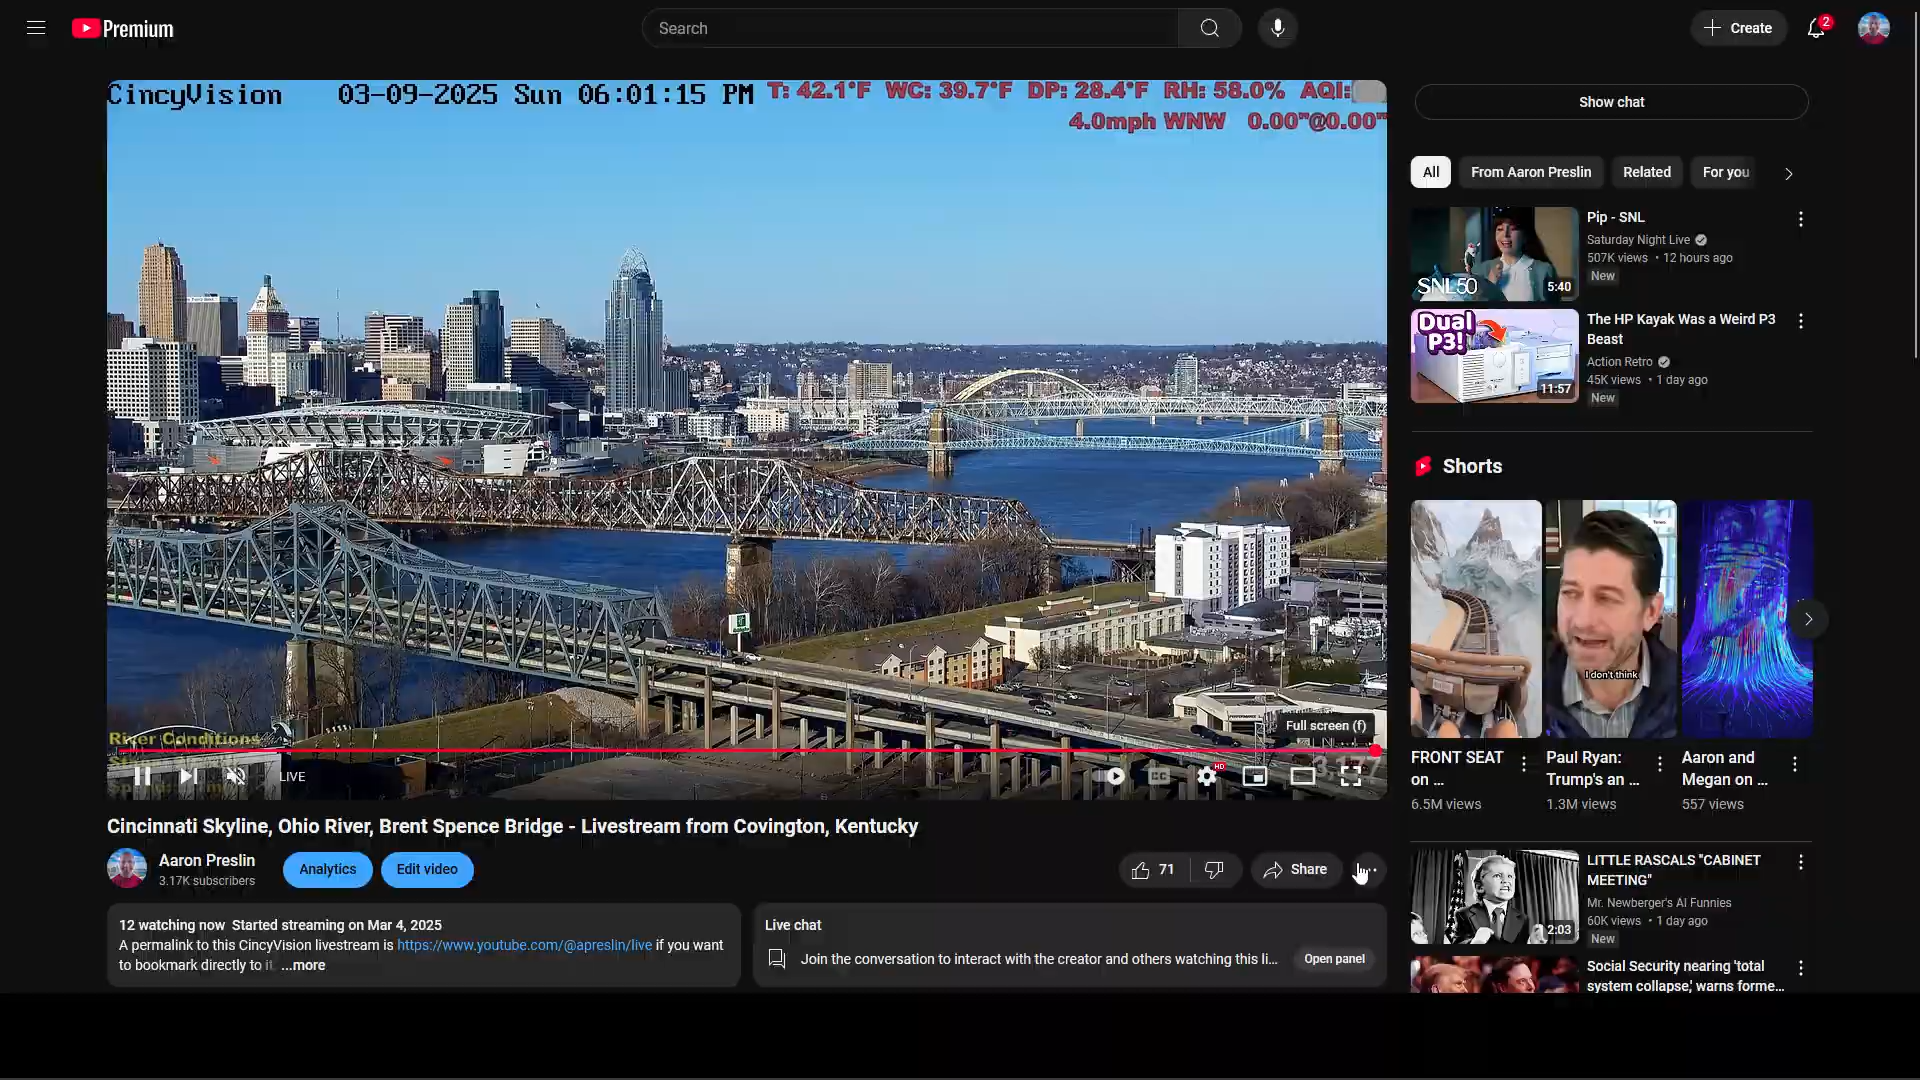 Premium
Search
Create
2
CincyVision 03-09-2025 Sun 06:01:15 PM T: 42.1°F WC: 39.7°F DP: 28.4°F RH: 58.0% AQI:
4.0mph WNW 0.00"@0.00"
River Conditions
Full screen (f)
LIVE
CC
HD
Cincinnati Skyline, Ohio River, Brent Spence Bridge - Livestream from Covington, Kentucky
Aaron Preslin
3.17K subscribers
Analytics
Edit video
71
Share
12 watching now Started streaming on Mar 4, 2025
A permalink to this CincyVision livestream is https://www.youtube.com/@apreslin/live if you want
to bookmark directly to it ...more
Live chat
Join the conversation to interact with the creator and others watching this li...
Open panel
Show chat
All
From Aaron Preslin
Related
For you
SNL50
5:40
Pip - SNL
Saturday Night Live
507K views • 12 hours ago
New
Dual
P3!
11:57
The HP Kayak Was a Weird P3
Beast
Action Retro
45K views • 1 day ago
New
Shorts
I don't think
FRONT SEAT
on ...
6.5M views
Paul Ryan:
Trump's an ...
1.3M views
Aaron and
Megan on ...
557 views
2:03
LITTLE RASCALS "CABINET
MEETING"
Mr. Newberger's AI Funnies
60K views • 1 day ago
New
Social Security nearing 'total
system collapse,' warns forme...